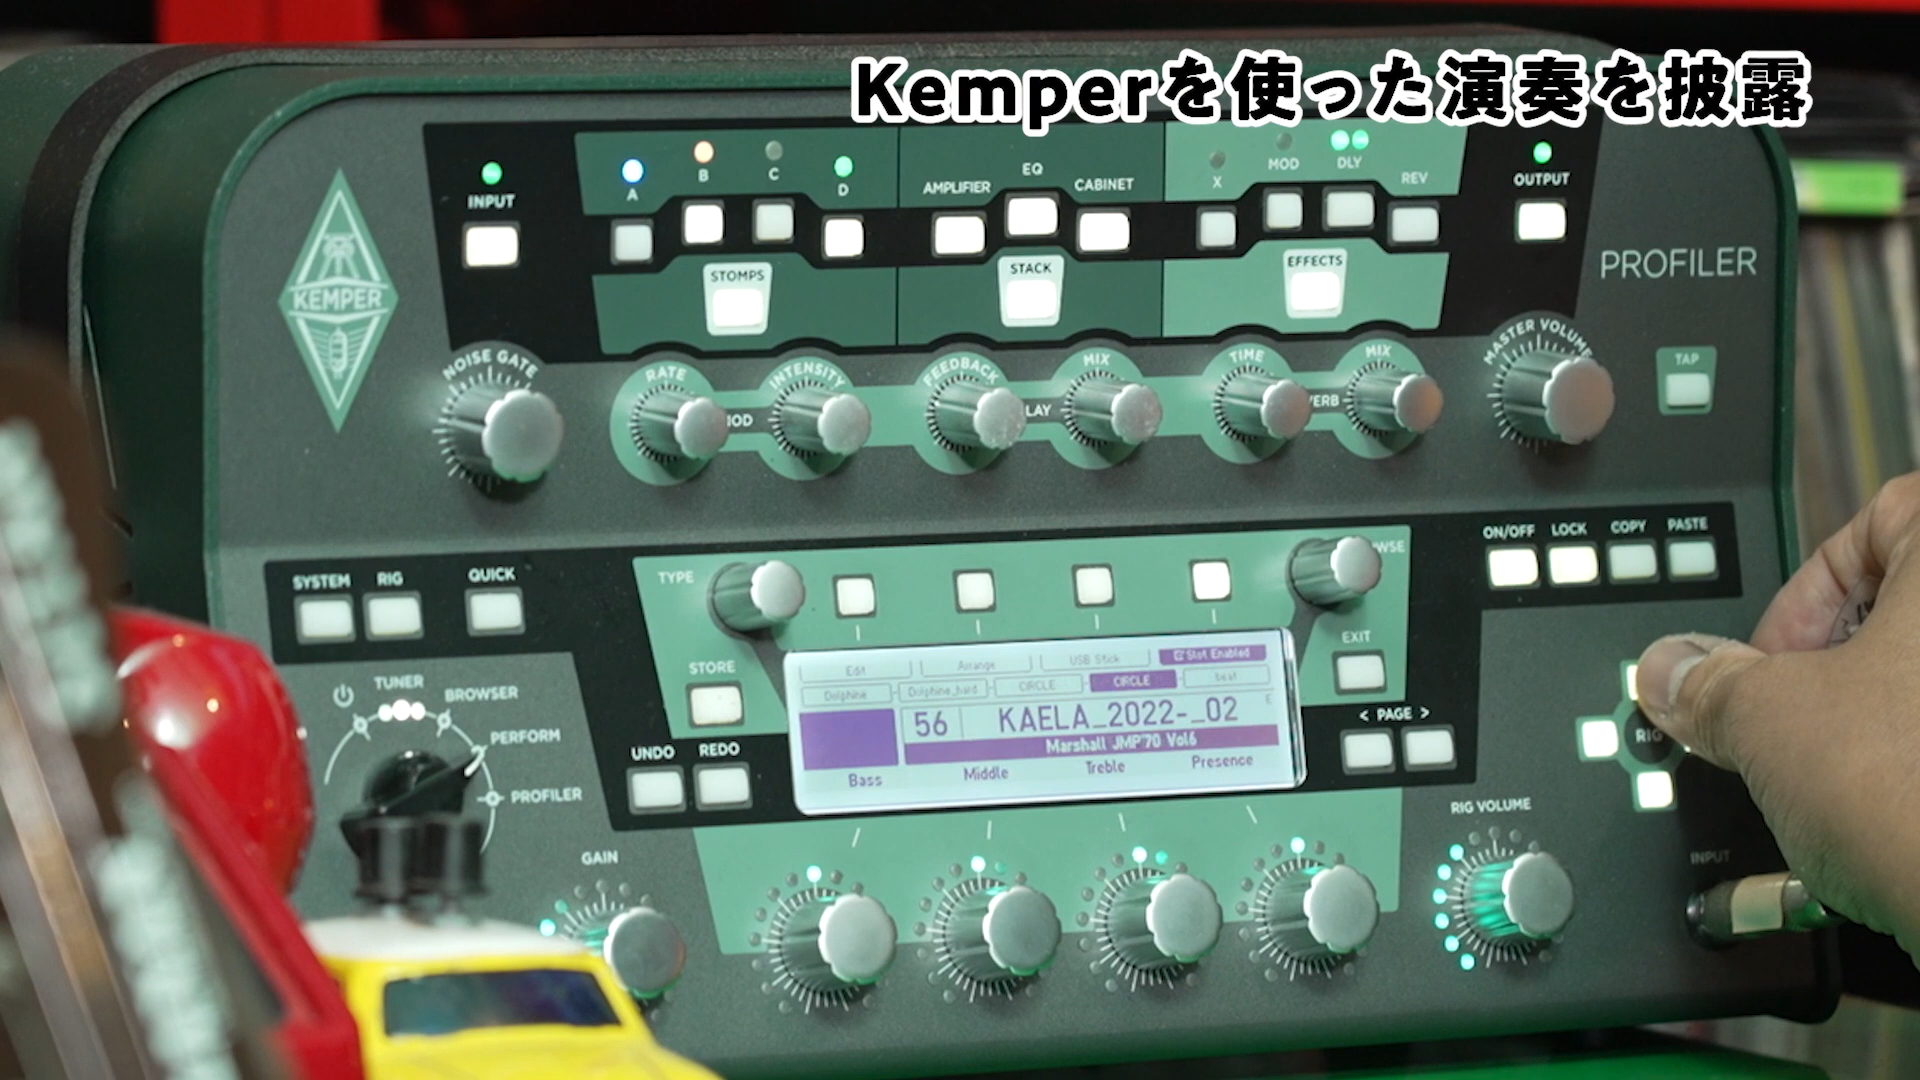 Kemperを使った演奏を披露
INPUT
A
B
C
D
AMPLIFIER
EQ
CABINET
X
MOD
DLY
REV
OUTPUT
STOMPS
STACK
EFFECTS
KEMPER
PROFILER
NOISE GATE
RATE
INTENSITY
FEEDBACK
MIX
TIME
MIX
MASTER VOLUME
TAP
SYSTEM
RIG
QUICK
TYPE
ON/OFF
LOCK
COPY
PASTE
STORE
EXIT
Edit
Arrange
USB Stick
Slot Enabled
Dolphine
Dolphine_hard
CIRCLE
CIRCLE
56
KAELA_2022-_02
Marshall JMP'70 Vol6
Bass
Middle
Treble
Presence
< PAGE >
UNDO
REDO
TUNER
BROWSER
PERFORM
PROFILER
GAIN
RIG VOLUME
RIG
INPUT